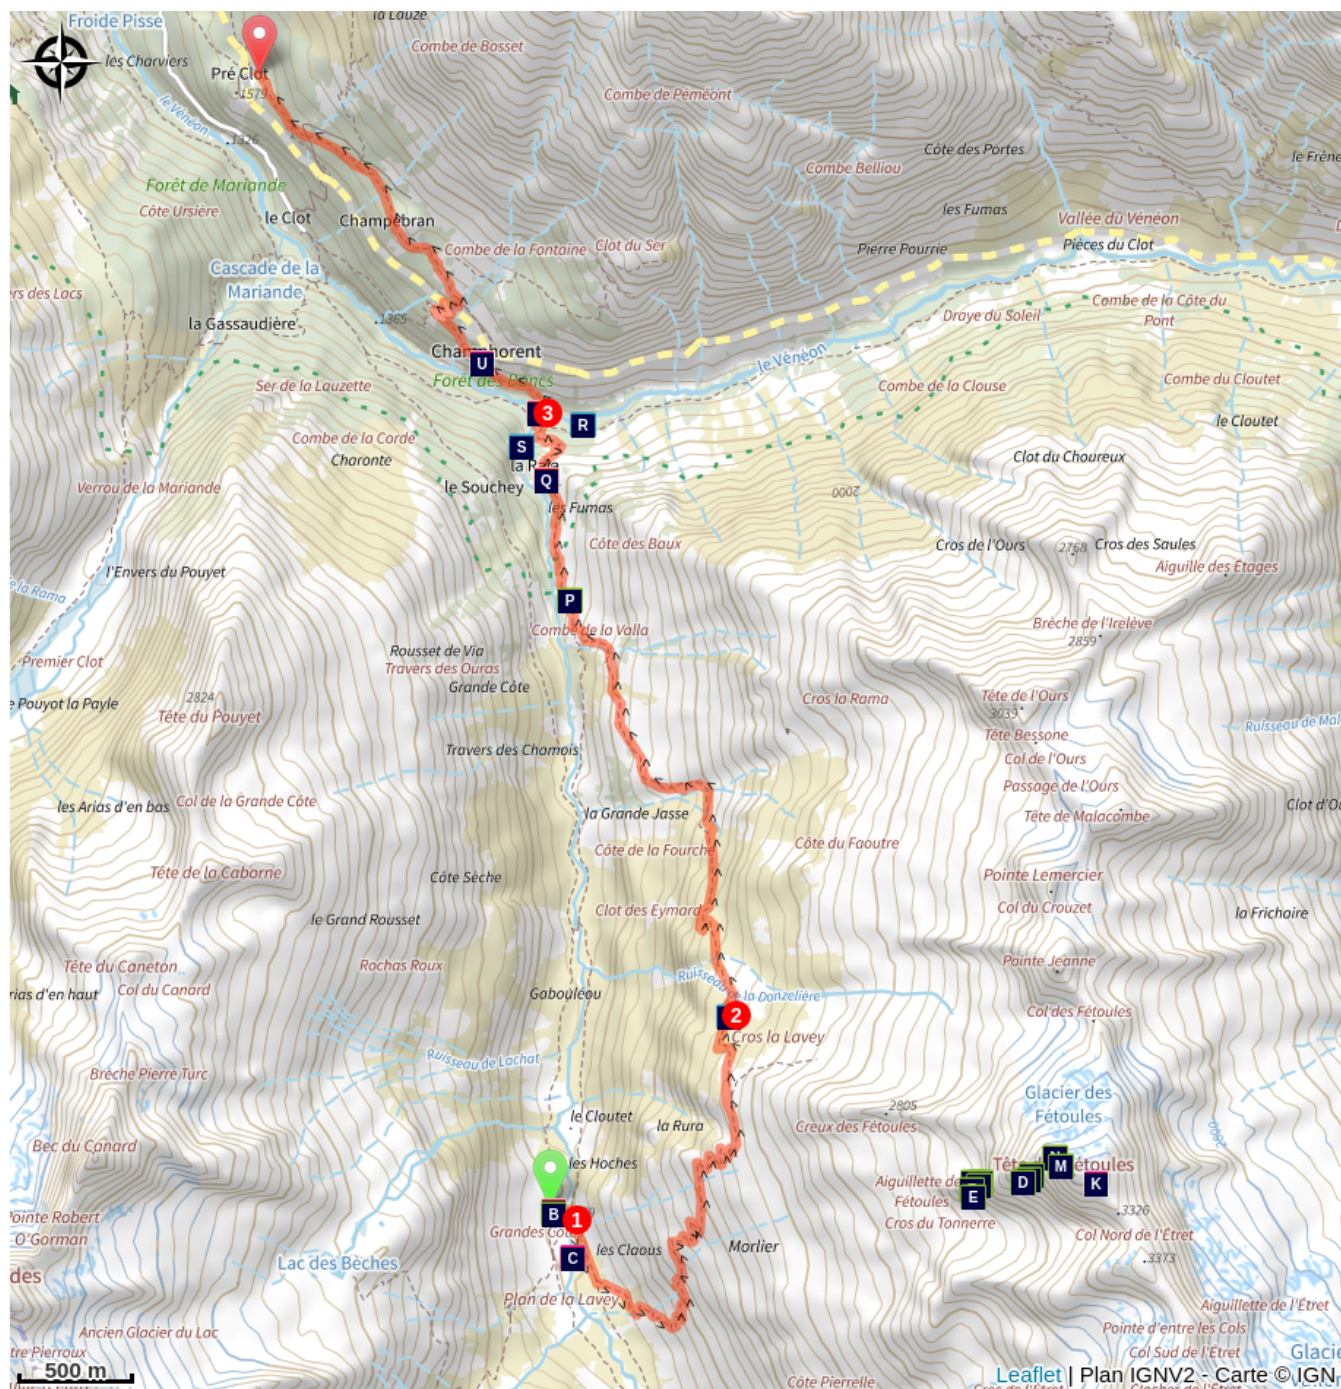 la Lauze
Froide Pisse
les Charviers
Combe de Bosset
Pré Clot
1579
Combe de Péméont
le Vénéon
1326
Côte des Portes
le Frêne
Combe Belliou
Forêt de Mariande
Côte Ursière
le Clot
Champébran
les Fumas
Vallée du Vénéon
Pièces du Clot
Pierre Pourrie
Combe de la Fontaine
Clot du Ser
Cascade de la
Mariande
ers des Lacs
la Gassaudière
1365
Combe de la Côte du
Pont
Draye du Soleil
le Vénéon
Forêt des Boncs
U
Ser de la Lauzette
Combe de la Clouse
Combe du Cloutet
3
R
le Cloutet
S
Combe de la Corde
Charonte
Clot du Choureux
Q
Verrou de la Mariande
le Souchey
les Fumas
2000
Côte des Baux
Cros de l'Ours
2768
Cros des Saules
Aiguille des Étages
l'Envers du Pouyet
e la Rama
P
Combe de la Valla
Brèche de l'Irelève
2859
Rousset de Via
Travers des Ouras
Premier Clot
Grande Côte
2824
Tête du Pouyet
e Pouyot la Payle
Cros la Rama
Tête de l'Ours
3039
Tête Bessone
Ruisseau de Mal
Travers des Chamois
Col de l'Ours
Passage de l'Ours
les Arias d'en bas
Col de la Grande Côte
la Grande Jasse
Tête de Malacombe
Clot d'O
Côte de la Fourche
Côte du Faoutre
Tête de la Caborne
Côte Sèche
Pointe Lemercier
Clot des Eymard
Col du Crouzet
le Grand Rousset
la Frichaire
Tête du Caneton
Rochas Roux
Pointe Jeanne
Col du Canard
rias d'en haut
Gabouléou
Ruisseau de la Donzelière
2
Col des Fétoules
Cros la Lavey
Ruisseau de Lachat
Brèche Pierre Turc
Glacier des
Fétoules
2805
2800
le Cloutet
la Rura
Creux des Fétoules
Bec du Canard
les Hoches
M
Aiguillette de
Fétoules
D
K
E
Cros du Tonnerre
3326
B
1
Pointe Robert
O'Gorman
Col Nord de l'Étret
les Claous
Morlier
C
3373
des
Lac des Bèches
Plan de la Lavey
Aiguillette de l'Étret
Ancien Glacier du Lac
Pointe d'entre les Cols
tre Pierroux
Col Sud de l'Étret
Glacie
500 m
Côte Pierrelle
Leaflet | Plan IGNV2 - Carte © IGN